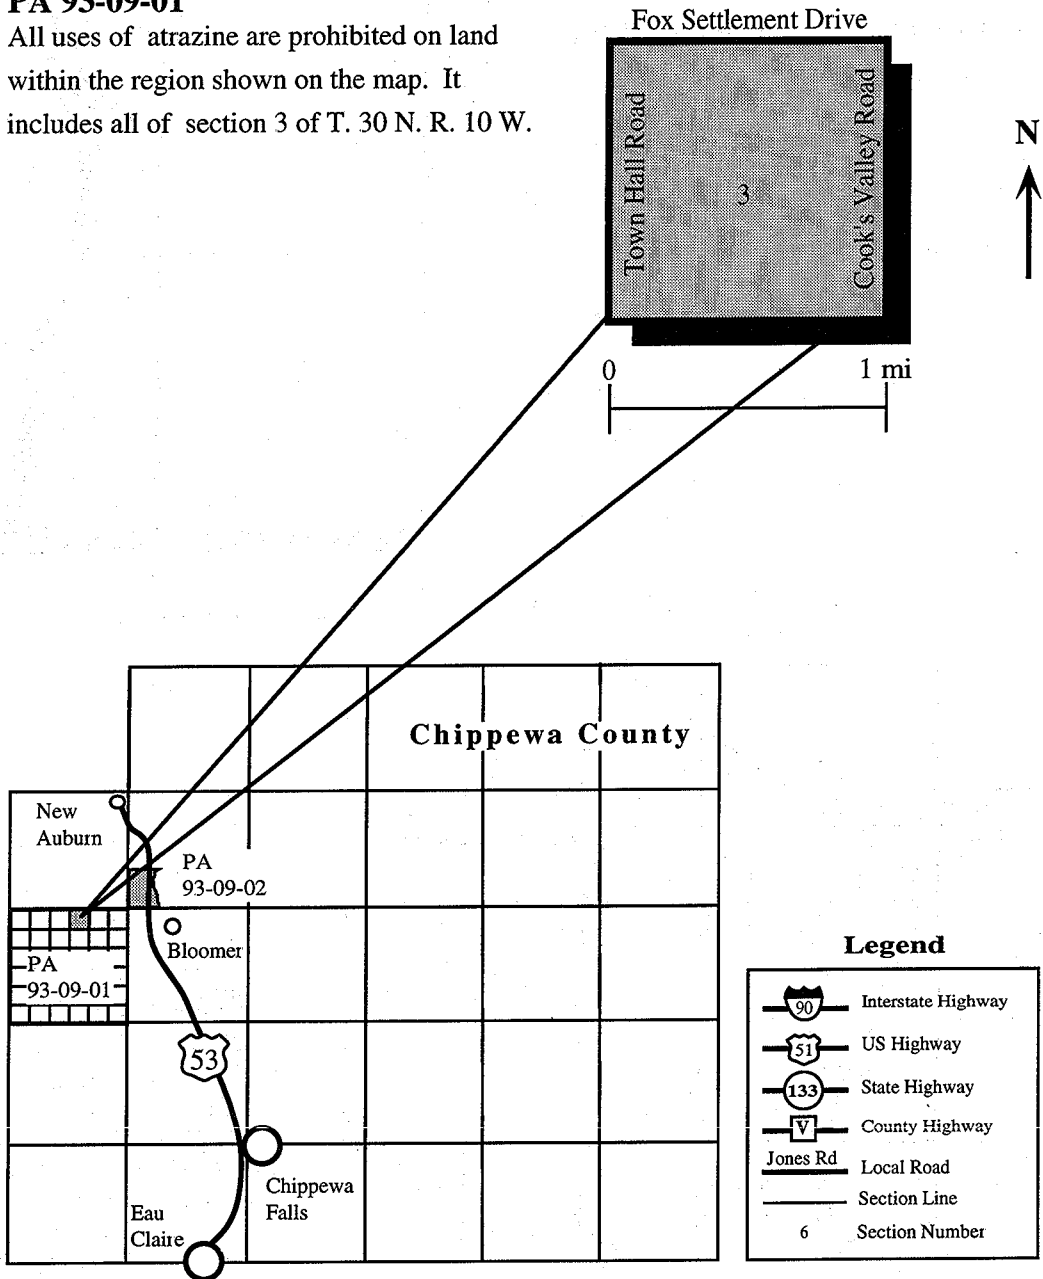 PA 93-09-01
All uses of atrazine are prohibited on land
within the region shown on the map. It
includes all of section 3 of T. 30 N. R. 10 W.
Fox Settlement Drive
Town Hall Road
3
Cook's Valley Road
N
0
1 mi
Chippewa County
New
Auburn
PA
93-09-02
Bloomer
PA
93-09-01
53
Chippewa
Falls
Eau
Claire
Legend
90 Interstate Highway
51 US Highway
133 State Highway
V County Highway
Jones Rd Local Road
Section Line
6 Section Number